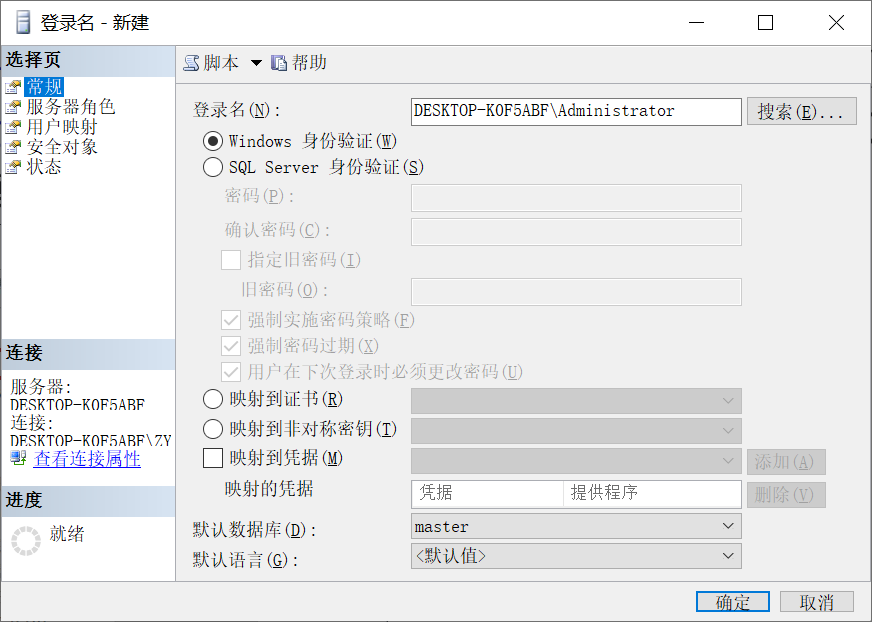 登录名 - 新建
选择页
常规
服务器角色
用户映射
安全对象
状态
连接
服务器:
DESKTOP-K0F5ABF
连接:
DESKTOP-K0F5ABF\ZY
查看连接属性
进度
就绪
脚本 帮助
登录名(N): DESKTOP-K0F5ABF\Administrator 搜索(E)...
Windows 身份验证(W)
SQL Server 身份验证(S)
密码(P):
确认密码(C):
指定旧密码(I)
旧密码(O):
强制实施密码策略(F)
强制密码过期(X)
用户在下次登录时必须更改密码(U)
映射到证书(R)
映射到非对称密钥(T)
映射到凭据(M) 添加(A)
映射的凭据 凭据 提供程序 删除(V)
默认数据库(D): master
默认语言(G): <默认值>
确定 取消